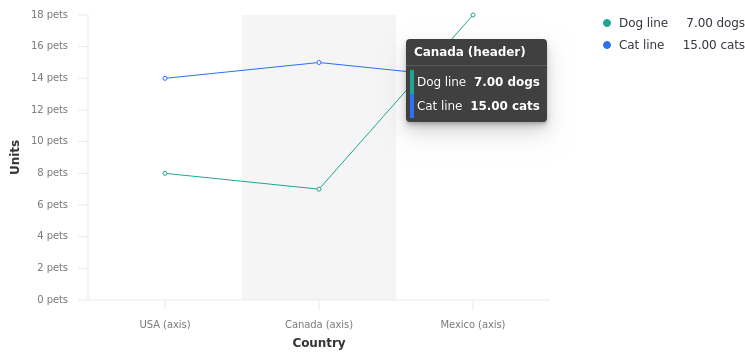 18 pets
16 pets
14 pets
12 pets
10 pets
8 pets
6 pets
4 pets
2 pets
0 pets
Units
USA (axis)
Canada (axis)
Mexico (axis)
Country
Canada (header)
Dog line 7.00 dogs
Cat line 15.00 cats
Dog line 7.00 dogs
Cat line 15.00 cats